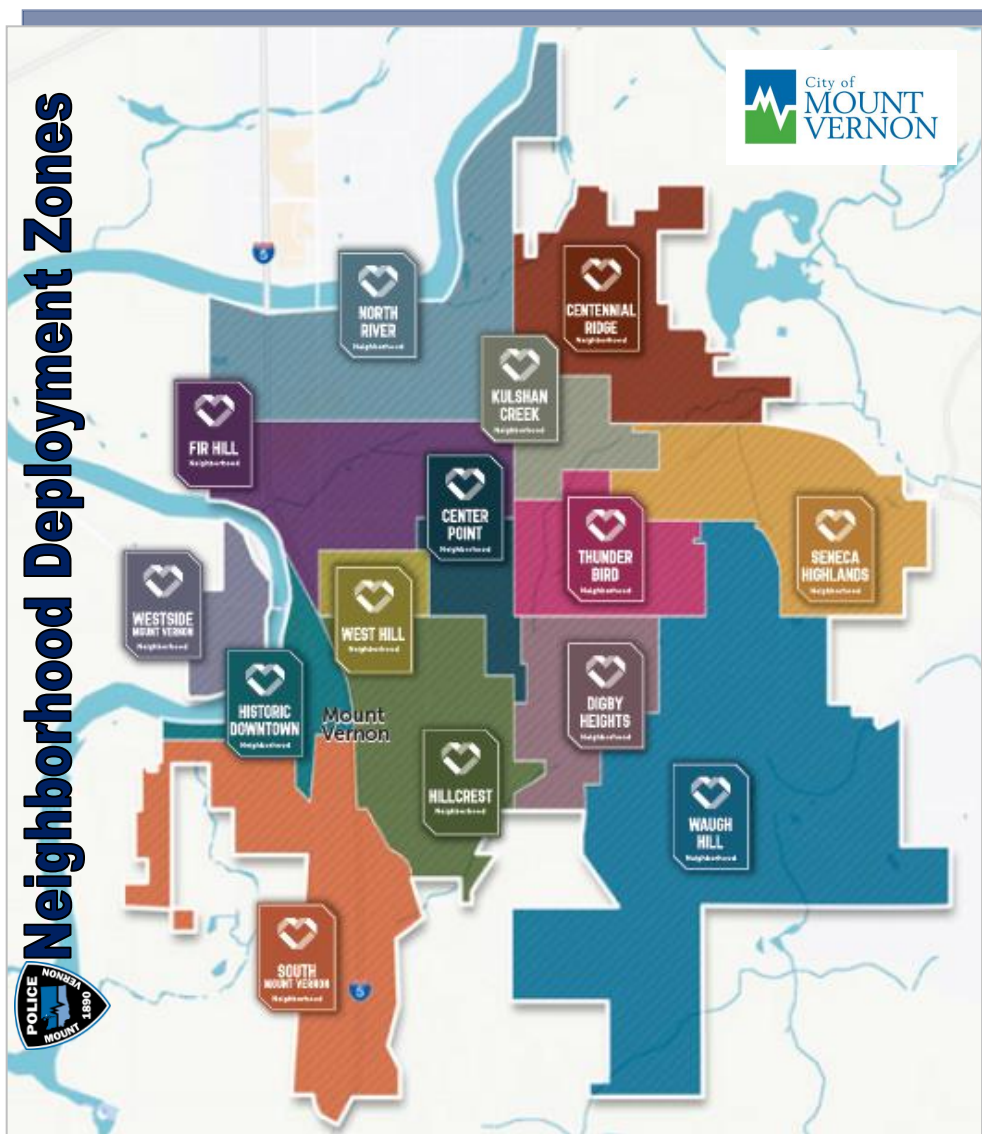 Neighborhood Deployment Zones
City of
MOUNT
VERNON
5
NORTH
RIVER
Neighborhood
CENTENNIAL
RIDGE
Neighborhood
KULSHAN
CREEK
Neighborhood
FIR HILL
Neighborhood
CENTER
POINT
Neighborhood
THUNDER
BIRD
Neighborhood
SENECA
HIGHLANDS
Neighborhood
WESTSIDE
MOUNT VERNON
Neighborhood
WEST HILL
Neighborhood
HISTORIC
DOWNTOWN
Neighborhood
Mount
Vernon
DIGBY
HEIGHTS
Neighborhood
HILLCREST
Neighborhood
WAUGH
HILL
Neighborhood
SOUTH
MOUNT VERNON
Neighborhood
5
POLICE
MOUNT
VERNON
1890